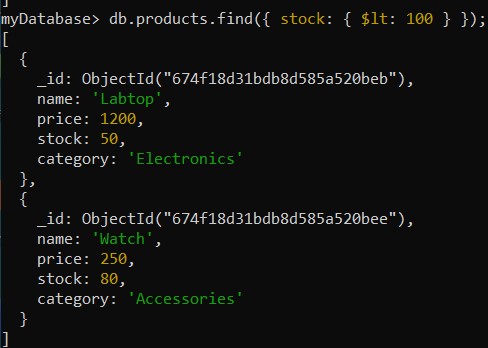 ]
myDatabase> db.products.find({ stock: { $lt: 100 } });
[
  {
    _id: ObjectId("674f18d31bdb8d585a520beb"),
    name: 'Labtop',
    price: 1200,
    stock: 50,
    category: 'Electronics'
  },
  {
    _id: ObjectId("674f18d31bdb8d585a520bee"),
    name: 'Watch',
    price: 250,
    stock: 80,
    category: 'Accessories'
  }
]